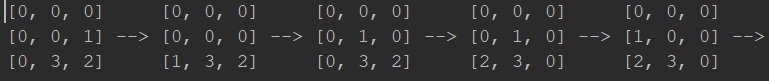 [0, 0, 0]     [0, 0, 0]     [0, 0, 0]     [0, 0, 0]     [0, 0, 0]
[0, 0, 1] --> [0, 0, 0] --> [0, 1, 0] --> [0, 1, 0] --> [1, 0, 0] -->
[0, 3, 2]     [1, 3, 2]     [0, 3, 2]     [2, 3, 0]     [2, 3, 0]